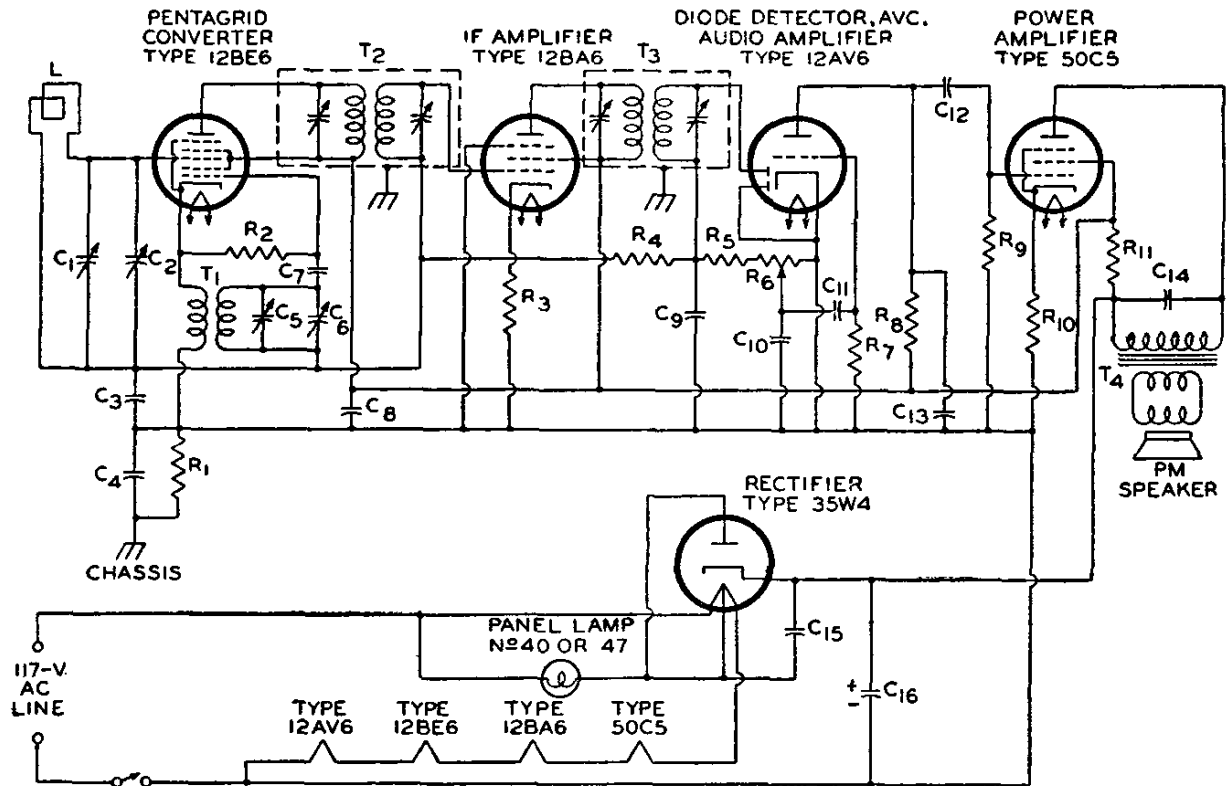 PENTAGRID
CONVERTER
TYPE 12BE6
IF AMPLIFIER
TYPE 12BA6
DIODE DETECTOR, AVC.
AUDIO AMPLIFIER
TYPE 12AV6
POWER
AMPLIFIER
TYPE 50C5
L
T2
T3
C12
C1
C2
R2
C7
T1
C5
C6
R3
R4
R5
R6
C9
C10
C11
R7
R8
R9
R10
R11
C14
C3
C8
C13
T4
C4
R1
PM
SPEAKER
CHASSIS
RECTIFIER
TYPE 35W4
PANEL LAMP
Nº40 OR 47
C15
117-V.
AC
LINE
TYPE
12AV6
TYPE
12BE6
TYPE
12BA6
TYPE
50C5
+
-
C16